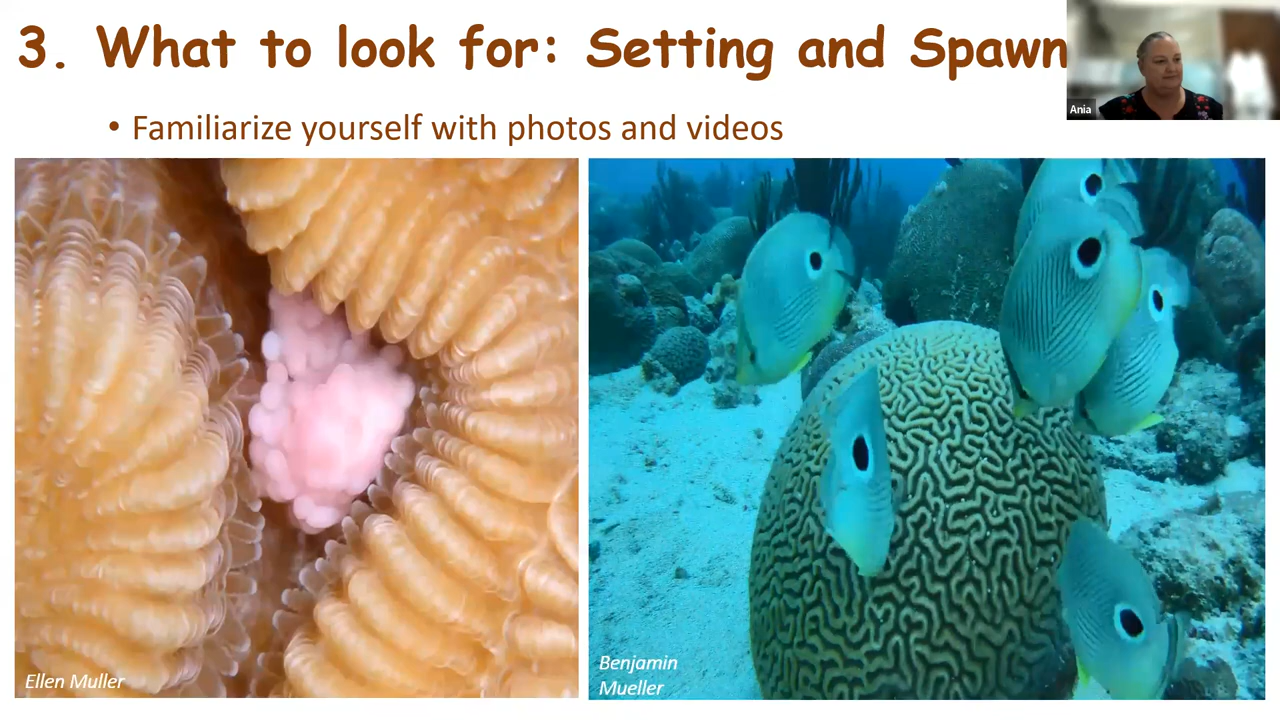 3. What to look for: Setting and Spawn
Ania
• Familiarize yourself with photos and videos
Ellen Muller
Benjamin
Mueller